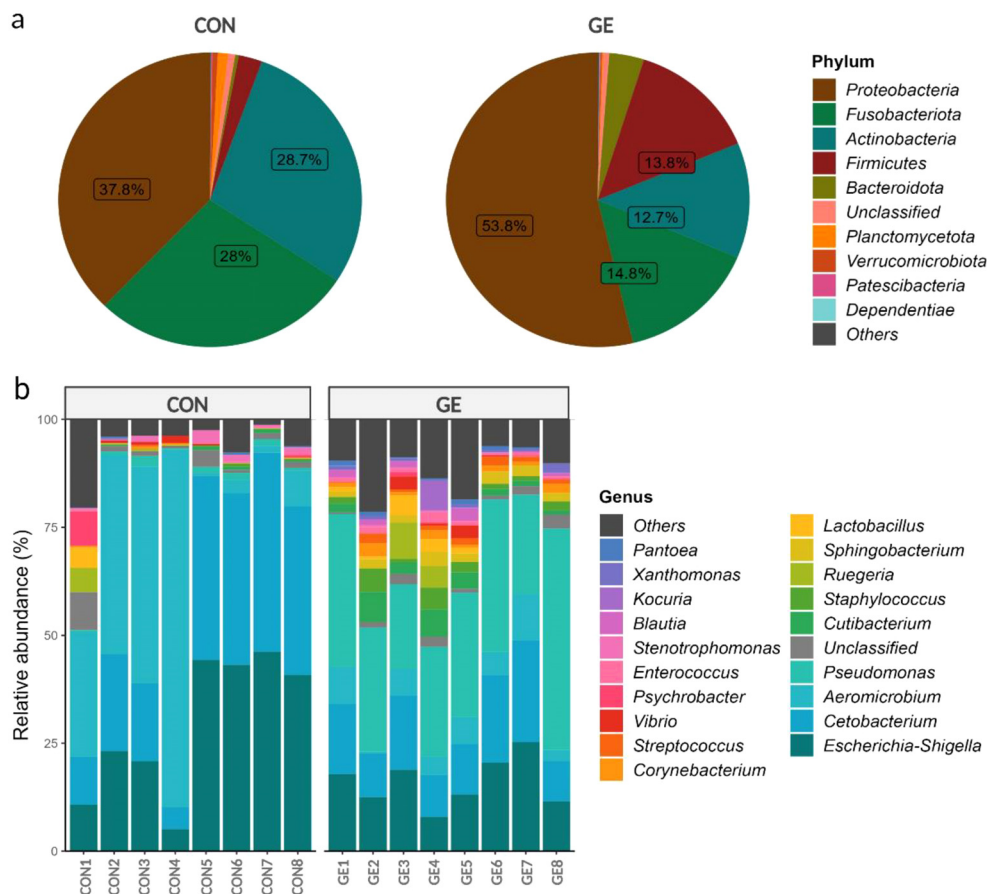 a
CON
GE
37.8%
28.7%
28%
53.8%
13.8%
12.7%
14.8%
Phylum
Proteobacteria
Fusobacteriota
Actinobacteria
Firmicutes
Bacteroidota
Unclassified
Planctomycetota
Verrucomicrobiota
Patescibacteria
Dependentiae
Others
b
CON
GE
Relative abundance (%)
100
75
50
25
0
CON1
CON2
CON3
CON4
CON5
CON6
CON7
CON8
GE1
GE2
GE3
GE4
GE5
GE6
GE7
GE8
Genus
Others
Pantoea
Xanthomonas
Kocuria
Blautia
Stenotrophomonas
Enterococcus
Psychrobacter
Vibrio
Streptococcus
Corynebacterium
Lactobacillus
Sphingobacterium
Ruegeria
Staphylococcus
Cutibacterium
Unclassified
Pseudomonas
Aeromicrobium
Cetobacterium
Escherichia-Shigella